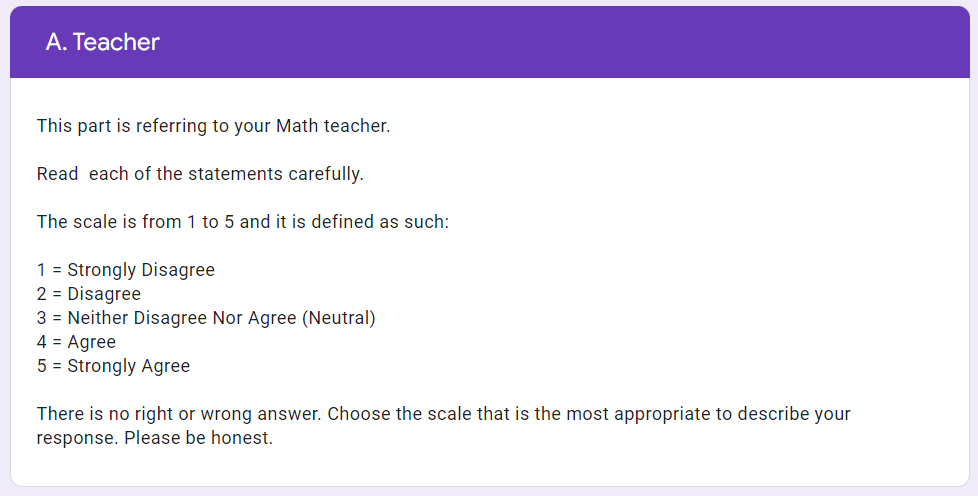 A. Teacher
This part is referring to your Math teacher.
Read  each of the statements carefully.
The scale is from 1 to 5 and it is defined as such:
1 = Strongly Disagree
2 = Disagree
3 = Neither Disagree Nor Agree (Neutral)
4 = Agree
5 = Strongly Agree
There is no right or wrong answer. Choose the scale that is the most appropriate to describe your
response. Please be honest.